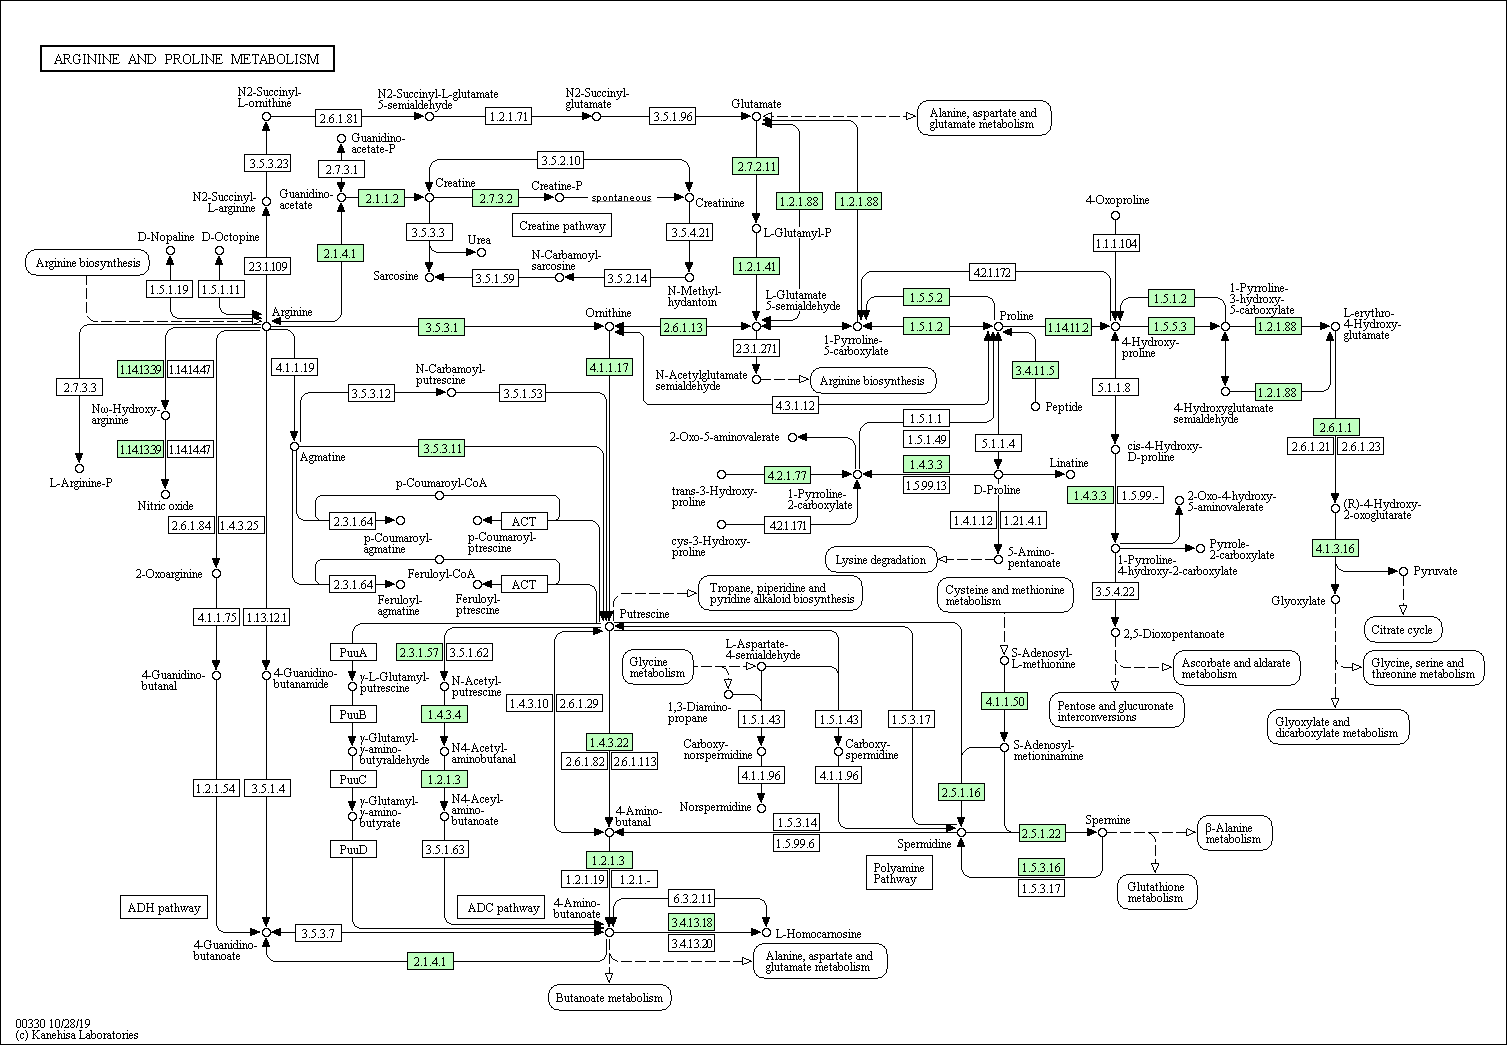 ARGININE AND PROLINE METABOLISM
N2-Succinyl-
L-ornithine
N2-Succinyl-L-glutamate
5-semialdehyde
N2-Succinyl-
glutamate
Glutamate
Alanine, aspartate and
glutamate metabolism
2.6.1.81
1.2.1.71
3.5.1.96
Guanidino-
acetate-P
3.5.3.23
2.7.3.1
3.5.2.10
2.7.2.11
N2-Succinyl-
L-arginine
Guanidino-
acetate
2.1.1.2
Creatine
2.7.3.2
Creatine-P
spontaneous
Creatinine
1.2.1.88
1.2.1.88
4-Oxoproline
Creatine pathway
3.5.3.3
Urea
3.5.4.21
L-Glutamyl-P
1.1.1.104
D-Nopaline
D-Octopine
2.1.4.1
Arginine biosynthesis
2.3.1.109
N-Carbamoyl-
sarcosine
Sarcosine
3.5.1.59
3.5.2.14
1.2.1.41
4.2.1.172
1.5.1.19
1.5.1.11
N-Methyl-
hydantoin
L-Glutamate
5-semialdehyde
1.5.5.2
1.5.1.2
1-Pyrroline-
3-hydroxy-
5-carboxylate
Arginine
Ornithine
Proline
L-erythro-
4-Hydroxy-
glutamate
3.5.3.1
2.6.1.13
1.5.1.2
1.14.11.2
1.5.5.3
1.2.1.88
2.3.1.271
1-Pyrroline-
5-carboxylate
4-Hydroxy-
proline
1.14.13.39
1.14.14.47
4.1.1.19
4.1.1.17
N-Carbamoyl-
putrescine
N-Acetylglutamate
semialdehyde
Arginine biosynthesis
3.4.11.5
2.7.3.3
3.5.3.12
3.5.1.53
5.1.1.8
1.2.1.88
Nω-Hydroxy-
arginine
4.3.1.12
Peptide
4-Hydroxyglutamate
semialdehyde
1.5.1.1
1.5.1.49
2.6.1.1
2.6.1.21
2.6.1.23
2-Oxo-5-aminovalerate
5.1.1.4
1.14.13.39
1.14.14.47
Agmatine
3.5.3.11
cis-4-Hydroxy-
D-proline
L-Arginine-P
4.2.1.77
1.4.3.3
1.5.99.13
Linatine
trans-3-Hydroxy-
proline
1-Pyrroline-
2-carboxylate
D-Proline
p-Coumaroyl-CoA
1.4.3.3
1.5.99.-
2-Oxo-4-hydroxy-
5-aminovalerate
Nitric oxide
(R)-4-Hydroxy-
2-oxoglutarate
2.6.1.84
1.4.3.25
2.3.1.64
ACT
4.2.1.171
1.4.1.12
1.21.4.1
p-Coumaroyl-
agmatine
p-Coumaroyl-
ptrescine
cys-3-Hydroxy-
proline
Lysine degradation
5-Amino-
pentanoate
1-Pyrroline-
4-hydroxy-2-carboxylate
Pyrrole-
2-carboxylate
4.1.3.16
2-Oxoarginine
Feruloyl-CoA
2.3.1.64
ACT
Feruloyl-
agmatine
Feruloyl-
ptrescine
Tropane, piperidine and
pyridine alkaloid biosynthesis
Cysteine and methionine
metabolism
3.5.4.22
Pyruvate
Glyoxylate
4.1.1.75
1.13.12.1
Putrescine
Citrate cycle
2,5-Dioxopentanoate
PuuA
2.3.1.57
3.5.1.62
L-Aspartate-
4-semialdehyde
Glycine
metabolism
S-Adenosyl-
L-methionine
Ascorbate and aldarate
metabolism
Glycine, serine and
threonine metabolism
4-Guanidino-
butanal
4-Guanidino-
butanamide
γ-L-Glutamyl-
putrescine
N-Acetyl-
putrescine
1.4.3.10
2.6.1.29
1,3-Diamino-
propane
4.1.1.50
Pentose and glucuronate
interconversions
Glyoxylate and
dicarboxylate metabolism
PuuB
1.4.3.4
1.5.1.43
1.5.1.43
1.5.3.17
γ-Glutamyl-
γ-amino-
butyraldehyde
N4-Acetyl-
aminobutanal
1.4.3.22
2.6.1.82
2.6.1.113
Carboxy-
norspermidine
Carboxy-
spermidine
S-Adenosyl-
metioninamine
1.2.1.54
3.5.1.4
PuuC
1.2.1.3
4.1.1.96
4.1.1.96
2.5.1.16
γ-Glutamyl-
γ-amino-
butyrate
N4-Aceyl-
amino-
butanoate
4-Amino-
butanal
Norspermidine
1.5.3.14
1.5.99.6
Spermidine
2.5.1.22
Spermine
β-Alanine
metabolism
PuuD
3.5.1.63
1.2.1.3
1.2.1.19
1.2.1.-
Polyamine
Pathway
1.5.3.16
1.5.3.17
Glutathione
metabolism
ADH pathway
ADC pathway
4-Amino-
butanoate
6.3.2.11
3.4.13.18
3.4.13.20
L-Homocarnosine
3.5.3.7
4-Guanidino-
butanoate
2.1.4.1
Alanine, aspartate and
glutamate metabolism
Butanoate metabolism
00330 10/28/19
(c) Kanehisa Laboratories